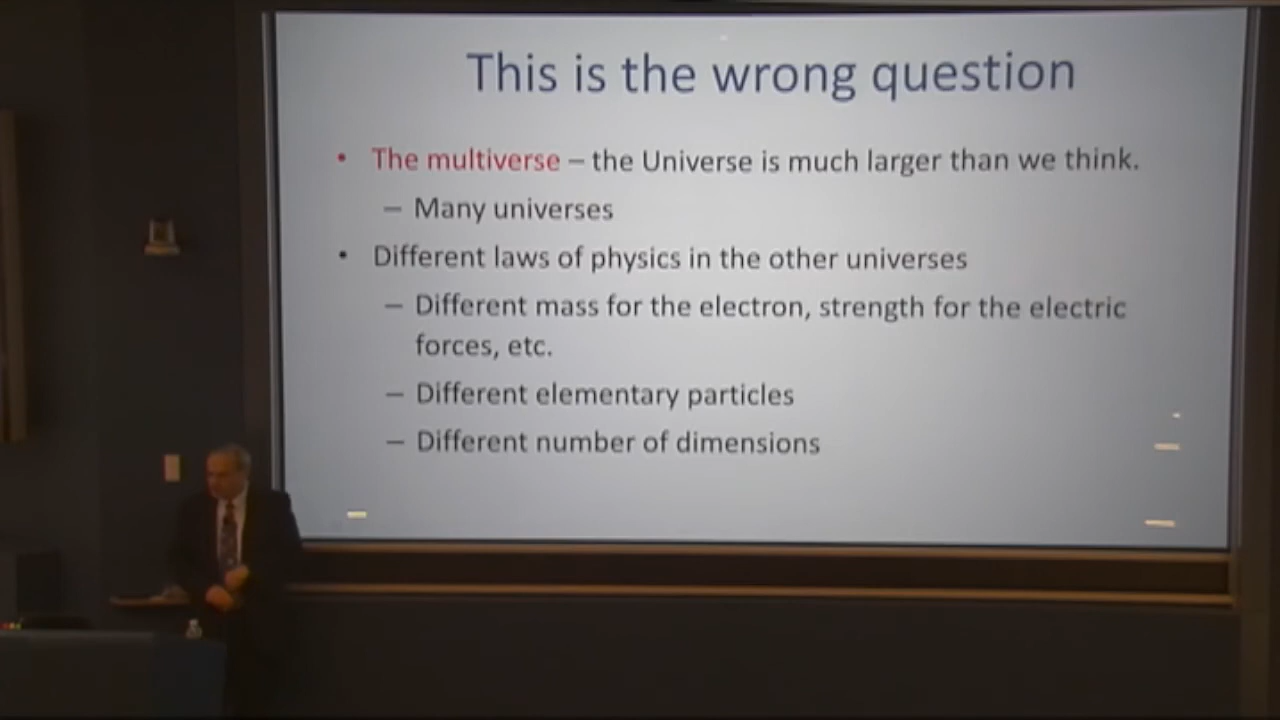 This is the wrong question
• The multiverse – the Universe is much larger than we think.
– Many universes
• Different laws of physics in the other universes
– Different mass for the electron, strength for the electric
forces, etc.
– Different elementary particles
– Different number of dimensions